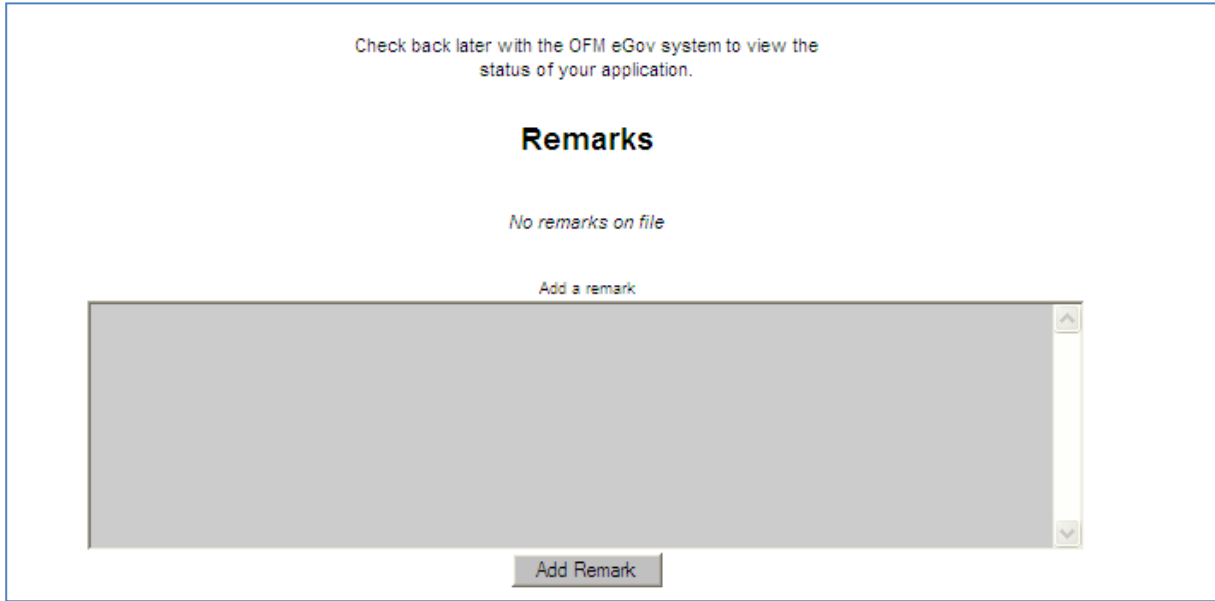 Check back later with the OFM eGov system to view the
status of your application.
Remarks
No remarks on file
Add a remark
Add Remark